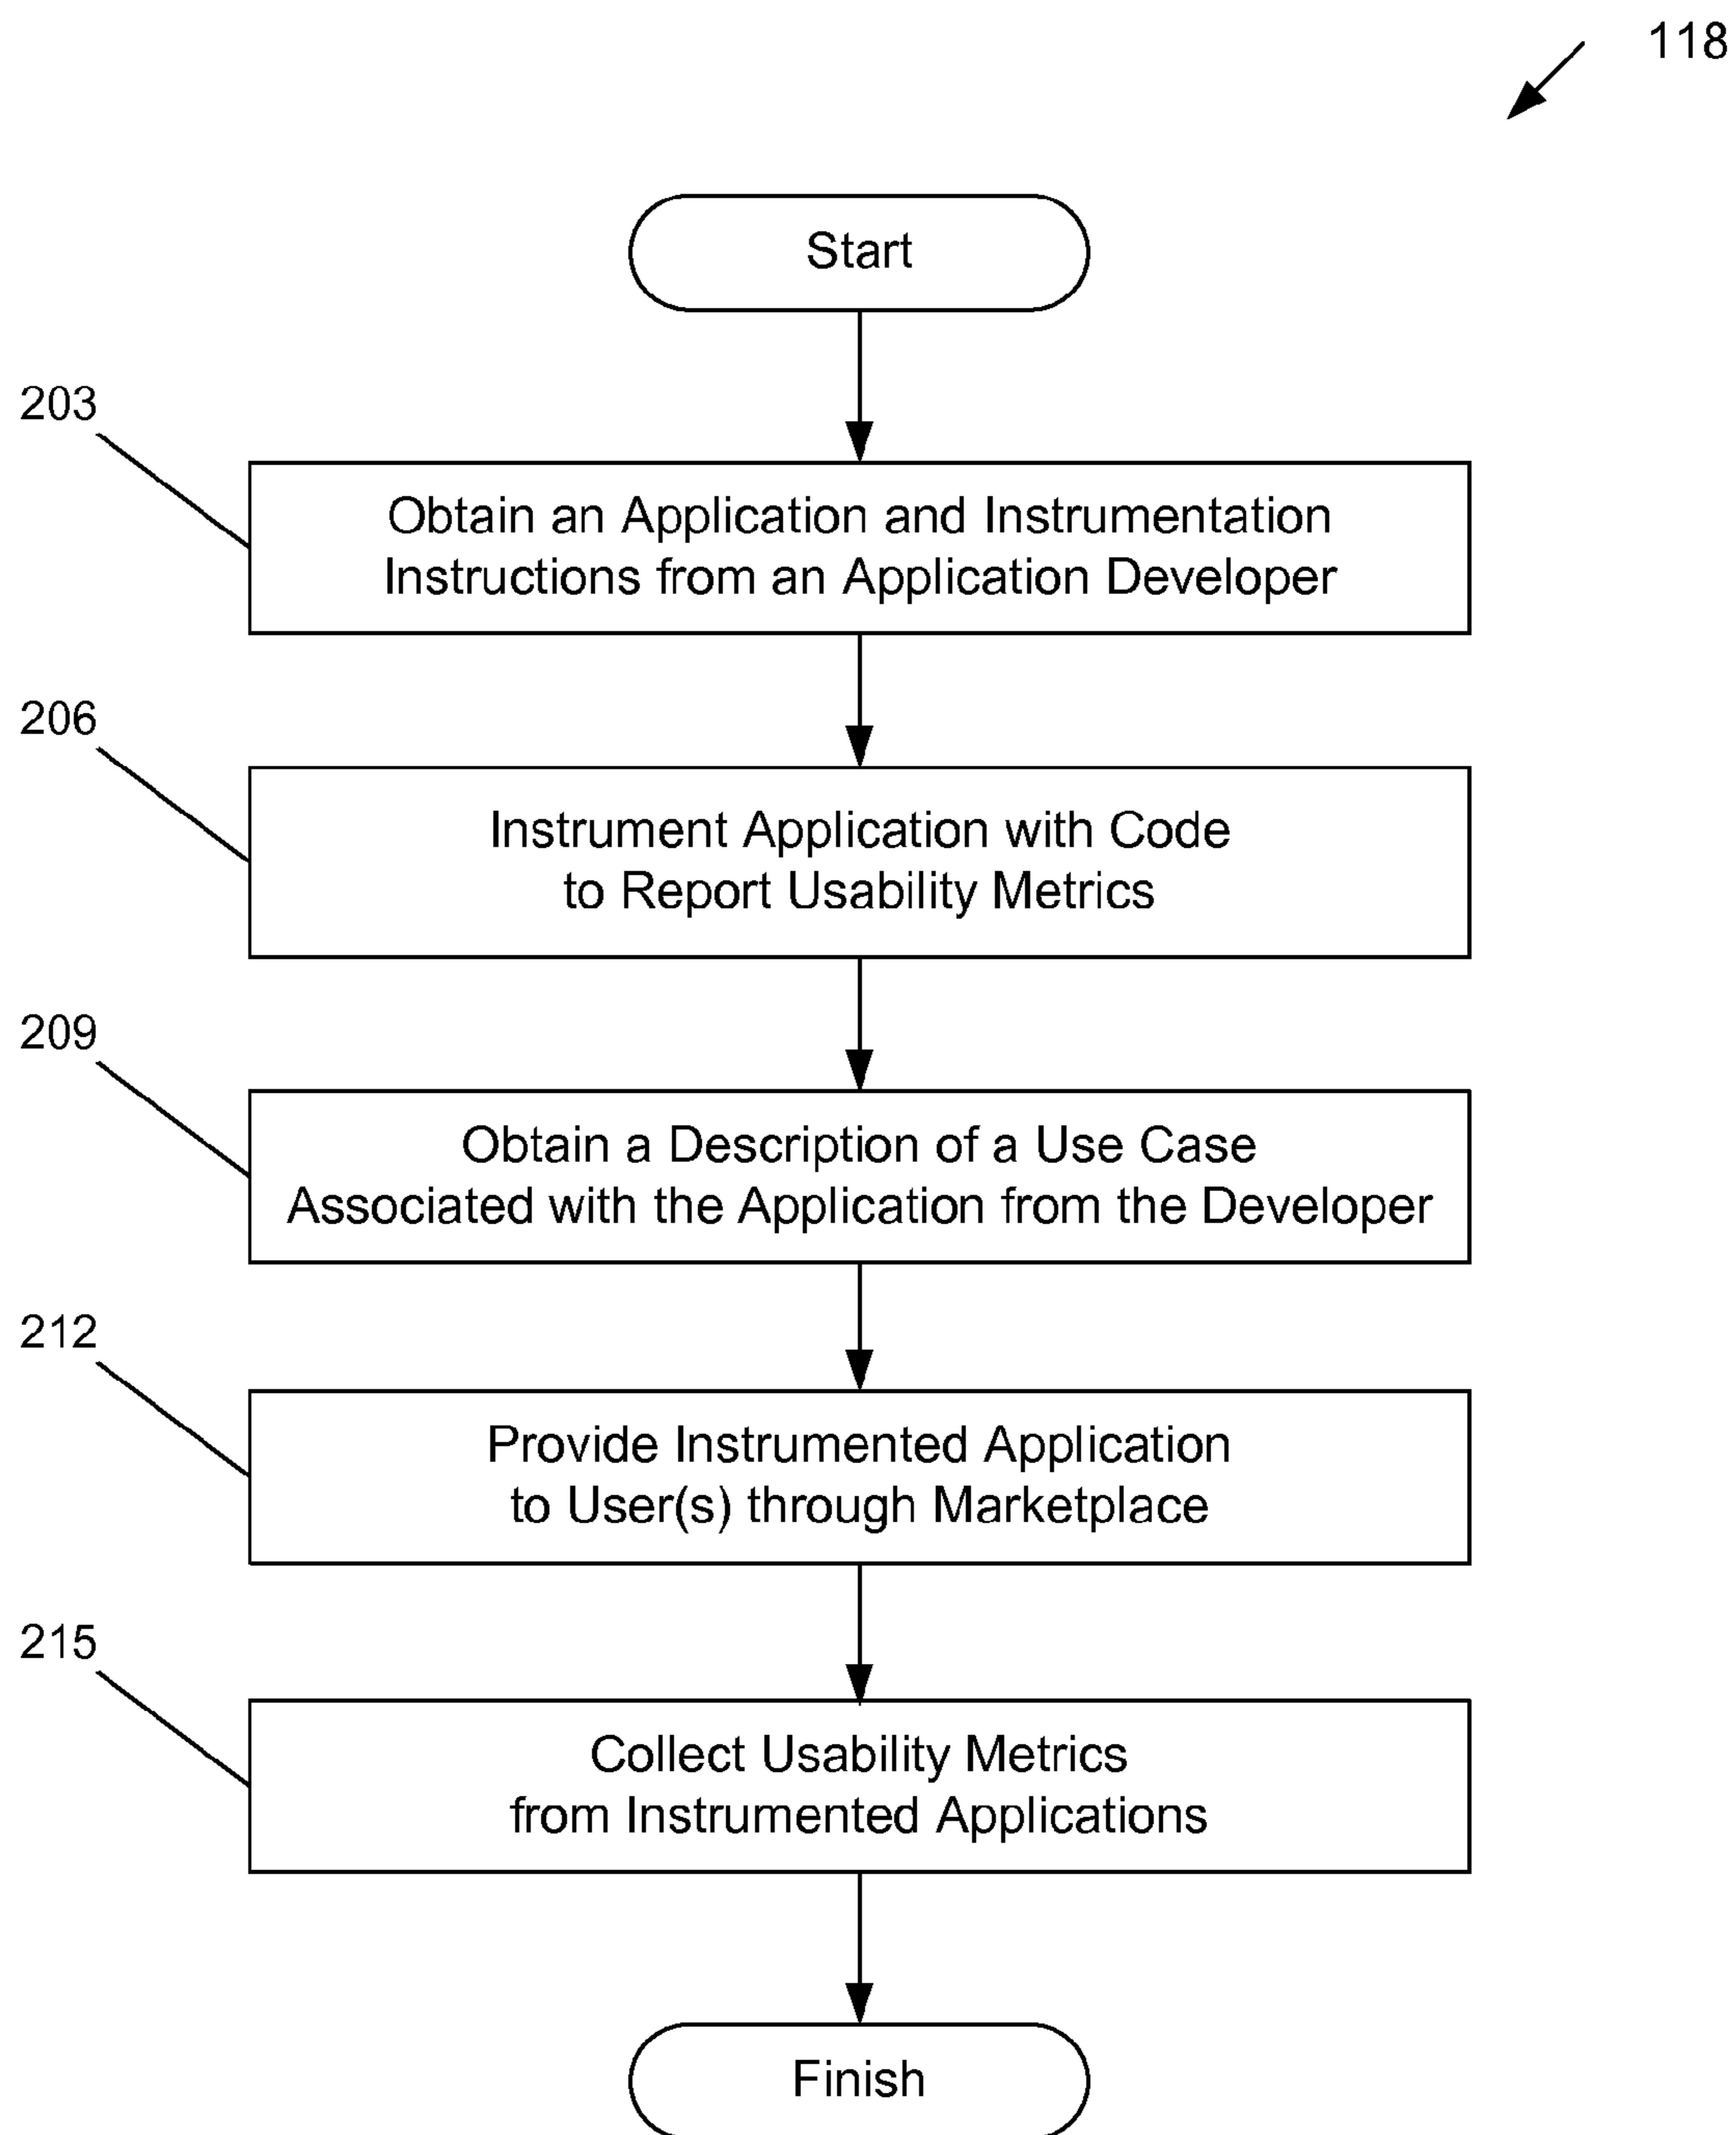 118
Start
203
Obtain an Application and Instrumentation
Instructions from an Application Developer
206
Instrument Application with Code
to Report Usability Metrics
209
Obtain a Description of a Use Case
Associated with the Application from the Developer
212
Provide Instrumented Application
to User(s) through Marketplace
215
Collect Usability Metrics
from Instrumented Applications
Finish